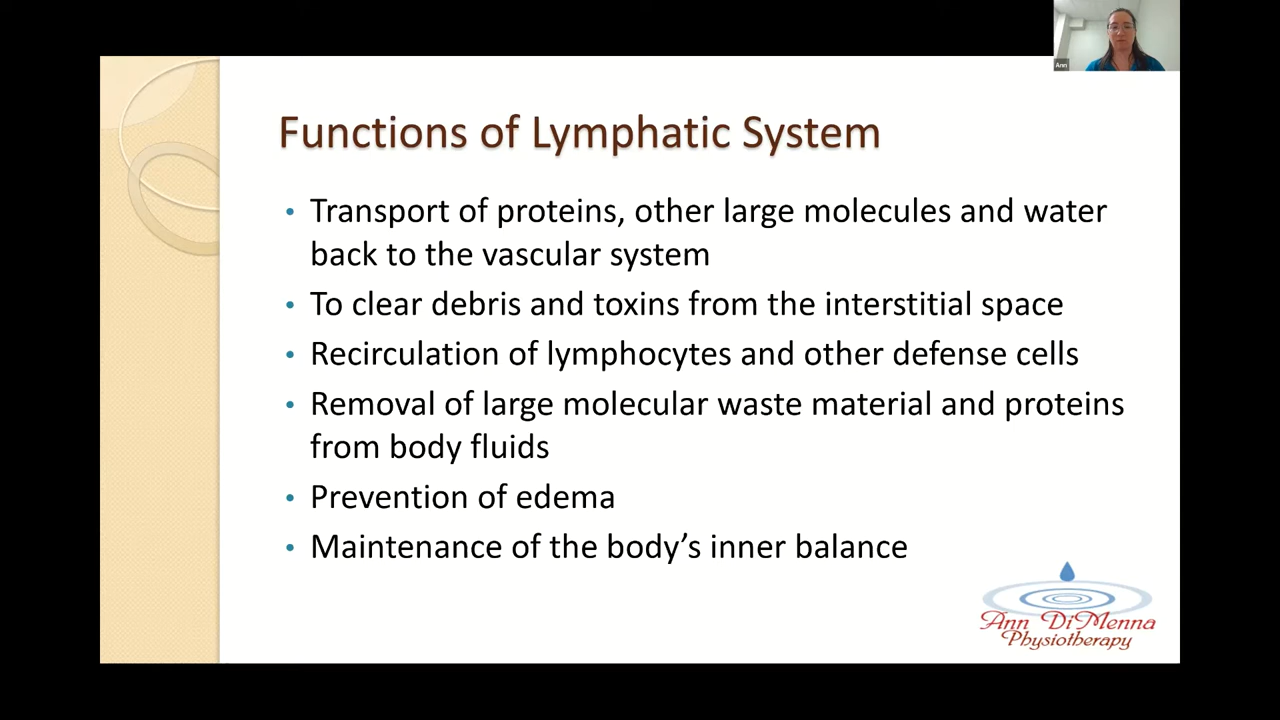 Ann
Functions of Lymphatic System
• Transport of proteins, other large molecules and water
back to the vascular system
• To clear debris and toxins from the interstitial space
• Recirculation of lymphocytes and other defense cells
• Removal of large molecular waste material and proteins
from body fluids
• Prevention of edema
• Maintenance of the body’s inner balance
Ann DiMenna
Physiotherapy